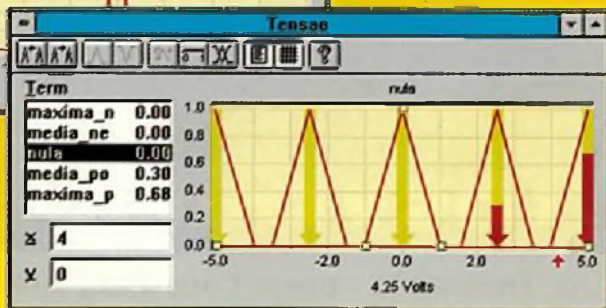 Tensao
Term
nula
maxima_n 0.00
media_ne 0.00
nula 0.00
media_po 0.30
maxima_p 0.68
x 4
y 0
1.0
0.8
0.6
0.4
0.2
0.0
-5.0 -2.0 0.0 2.0 5.0
4.25 Volts